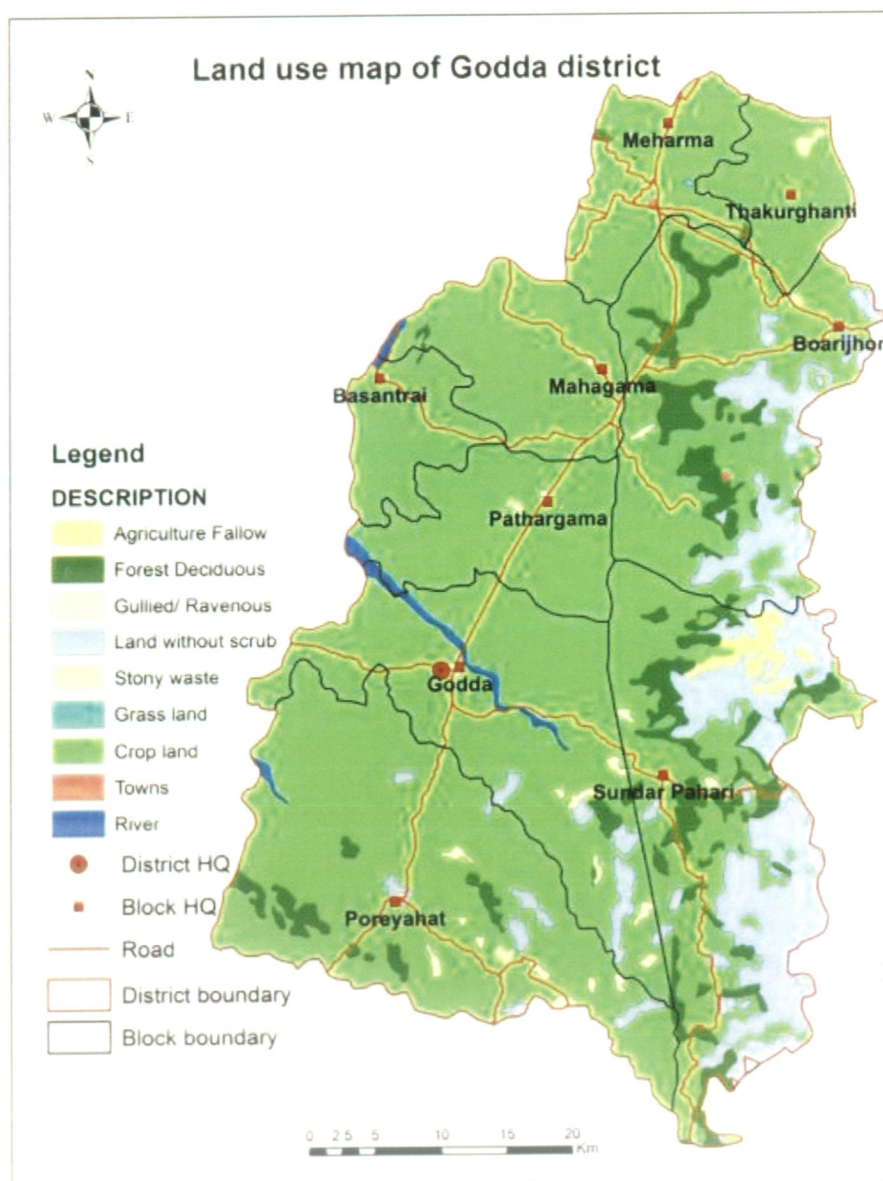 Land use map of Godda district
N
W
E
S
Meharma
Thakurghanti
Boarijhor
Mahagama
Basantrai
Pathargama
Godda
Sundar Pahari
Poreyahat
Legend
DESCRIPTION
Agriculture Fallow
Forest Deciduous
Gullied/ Ravenous
Land without scrub
Stony waste
Grass land
Crop land
Towns
River
District HQ
Block HQ
Road
District boundary
Block boundary
0 2.5 5 10 15 20
Km